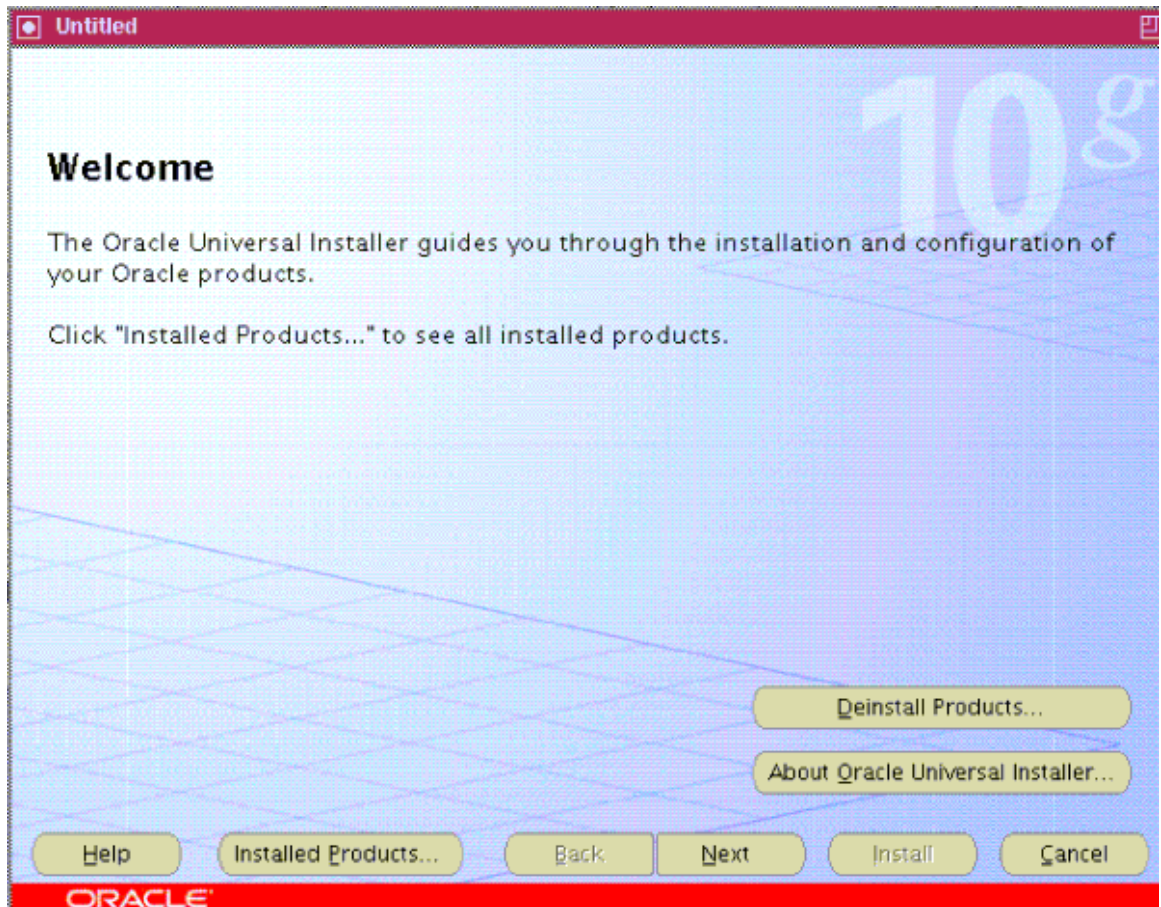 Untitled
10g
Welcome
The Oracle Universal Installer guides you through the installation and configuration of
your Oracle products.
Click "Installed Products..." to see all installed products.
Deinstall Products...
About Oracle Universal Installer...
Help Installed Products... Back Next Install Cancel
ORACLE